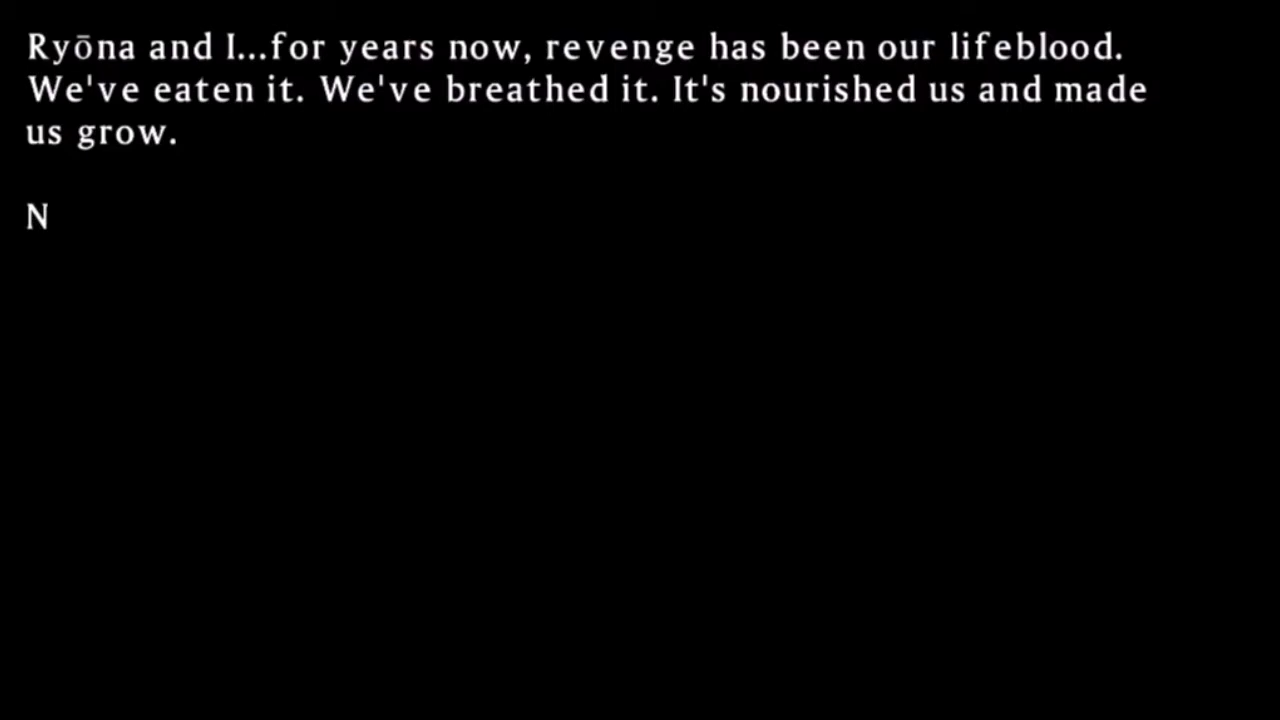 Ryōna and I...for years now, revenge has been our lifeblood.
We've eaten it. We've breathed it. It's nourished us and made
us grow.
N